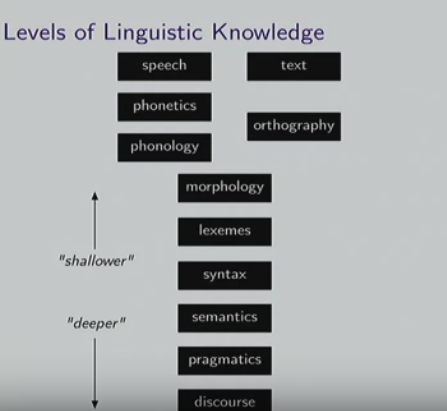 Levels of Linguistic Knowledge
speech
text
phonetics
orthography
phonology
morphology
lexemes
"shallower"
syntax
"deeper"
semantics
pragmatics
discourse